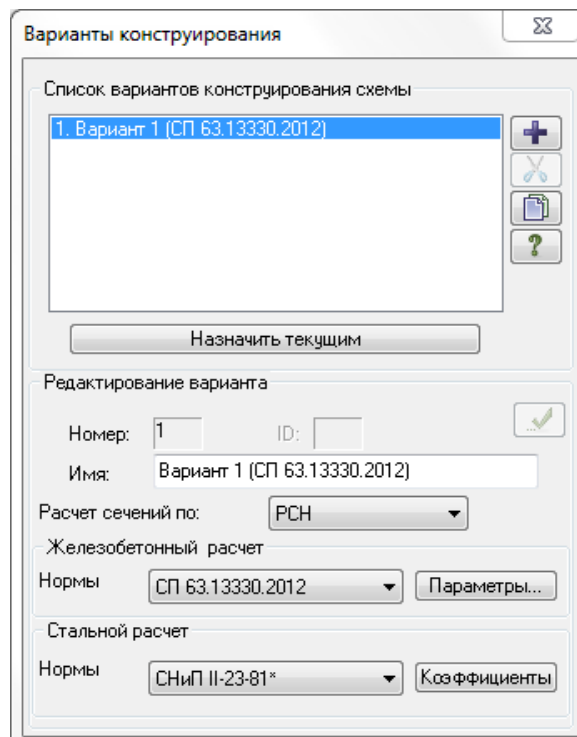 Варианты конструирования
Список вариантов конструирования схемы
1. Вариант 1 (СП 63.13330.2012)
?
Назначить текущим
Редактирование варианта
Номер: 1 ID:
Имя: Вариант 1 (СП 63.13330.2012)
Расчет сечений по: РСН
Железобетонный расчет
Нормы СП 63.13330.2012 Параметры...
Стальной расчет
Нормы СНиП II-23-81* Коэффициенты